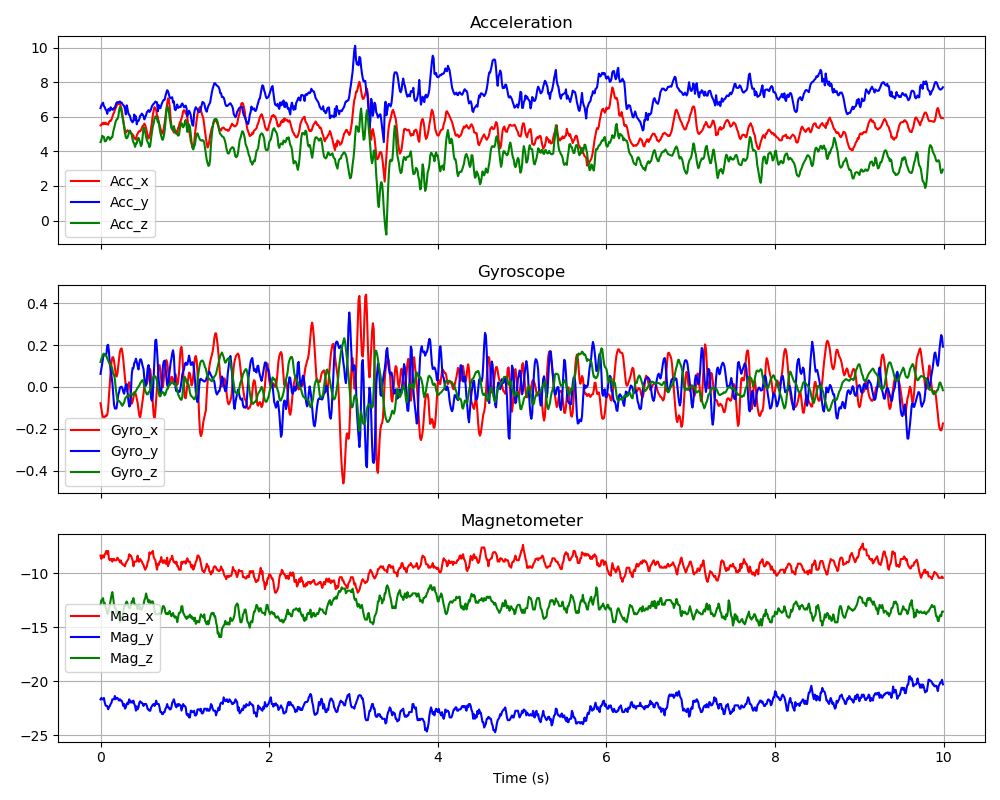 Acceleration
10
8
6
4
2
0
Acc_x
Acc_y
Acc_z
Gyroscope
0.4
0.2
0.0
−0.2
−0.4
Gyro_x
Gyro_y
Gyro_z
Magnetometer
−10
−15
−20
−25
Mag_x
Mag_y
Mag_z
0 2 4 6 8 10
Time (s)